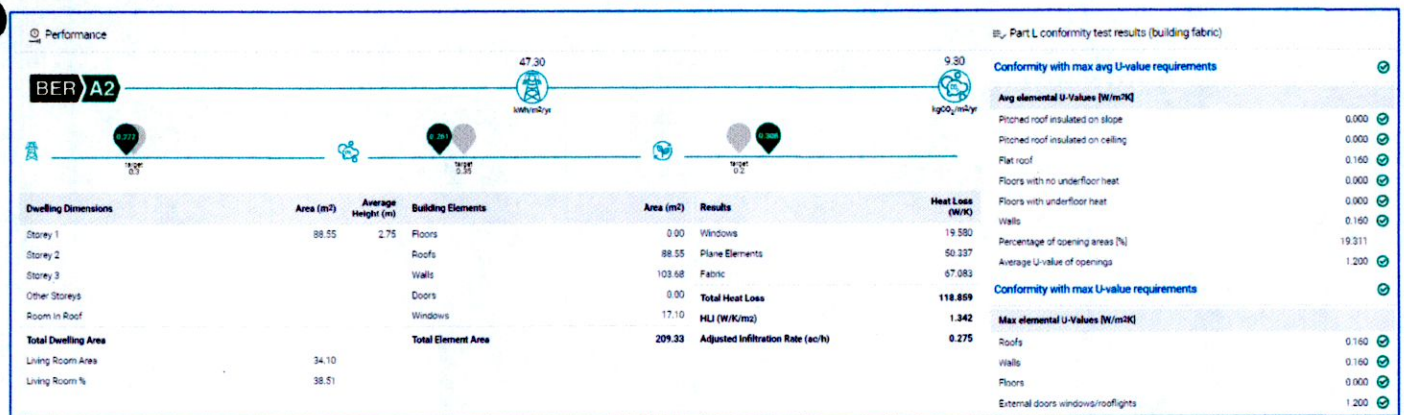 Performance
47.30
9.30
BER A2
kWh/m2/yr
kgCO2/m2/yr
0.272
0.261
0.308
target
0.3
target
0.35
target
0.2
Dwelling Dimensions Area (m2) Average Height (m)
Storey 1 88.55 2.75
Storey 2
Storey 3
Other Storeys
Room in Roof
Total Dwelling Area
Living Room Area 34.10
Living Room % 38.51
Building Elements Area (m2)
Floors 0.00
Roofs 88.55
Walls 103.68
Doors 0.00
Windows 17.10
Total Element Area 209.33
Results Heat Loss (W/K)
Windows 19.580
Plane Elements 50.337
Fabric 67.083
Total Heat Loss 118.859
HLI (W/K/m2) 1.342
Adjusted Infiltration Rate (ac/h) 0.275
Part L conformity test results (building fabric)
Conformity with max avg U-value requirements
Avg elemental U-Values [W/m2K]
Pitched roof insulated on slope 0.000
Pitched roof insulated on ceiling 0.000
Flat roof 0.160
Floors with no underfloor heat 0.000
Floors with underfloor heat 0.000
Walls 0.160
Percentage of opening areas [%] 19.311
Average U-value of openings 1.200
Conformity with max U-value requirements
Max elemental U-Values [W/m2K]
Roofs 0.160
Walls 0.160
Floors 0.000
External doors windows/rooflights 1.200